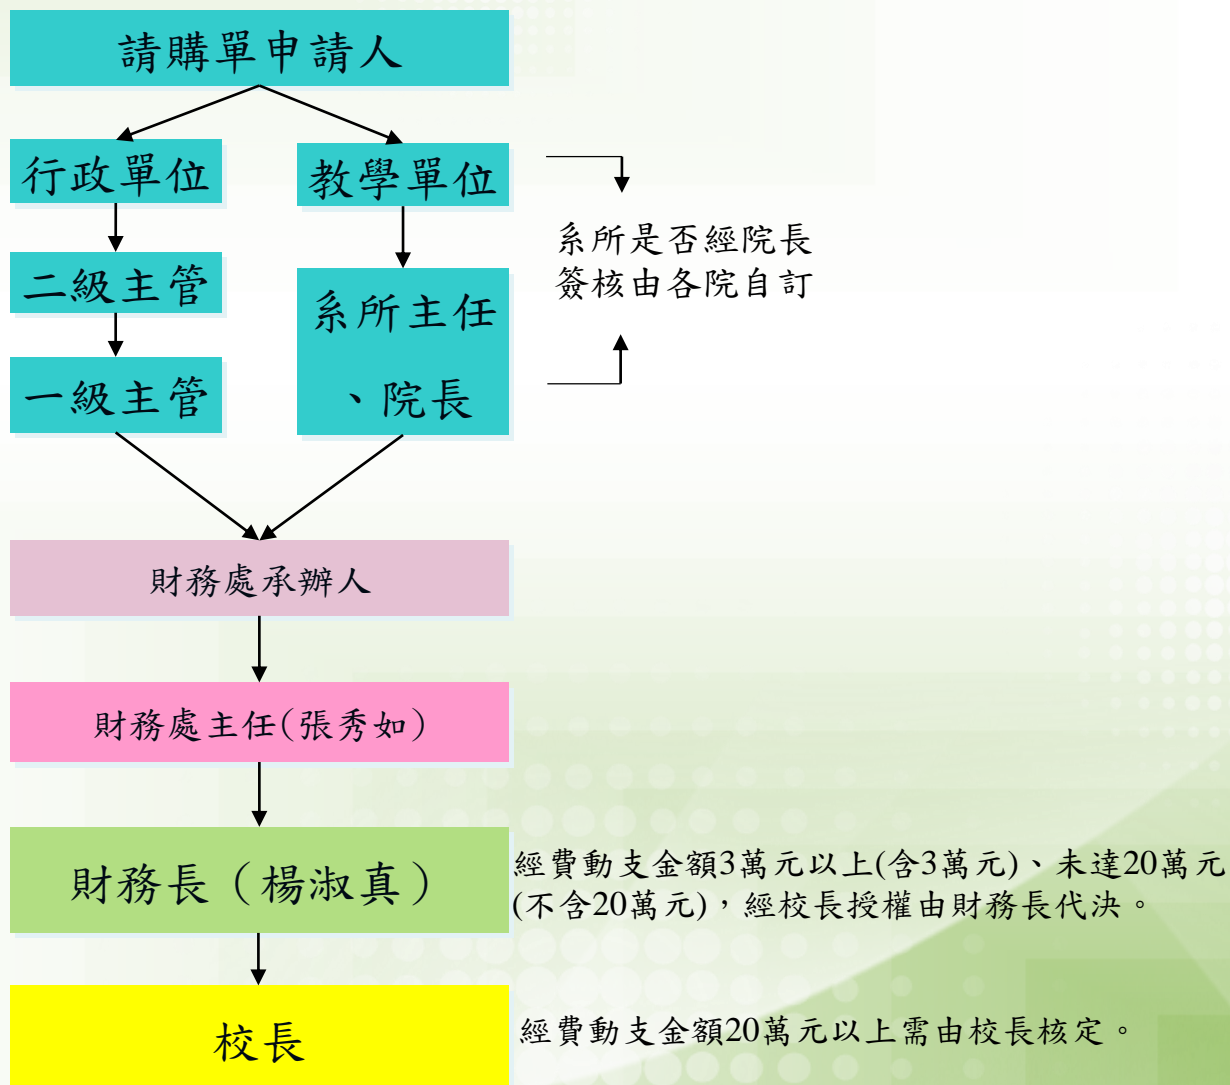 請購單申請人
行政單位
教學單位
系所是否經院長
簽核由各院自訂
二級主管
系所主任
、院長
一級主管
財務處承辦人
財務處主任(張秀如)
財務長（楊淑真）
經費動支金額3萬元以上(含3萬元)、未達20萬元
(不含20萬元)，經校長授權由財務長代決。
校長
經費動支金額20萬元以上需由校長核定。